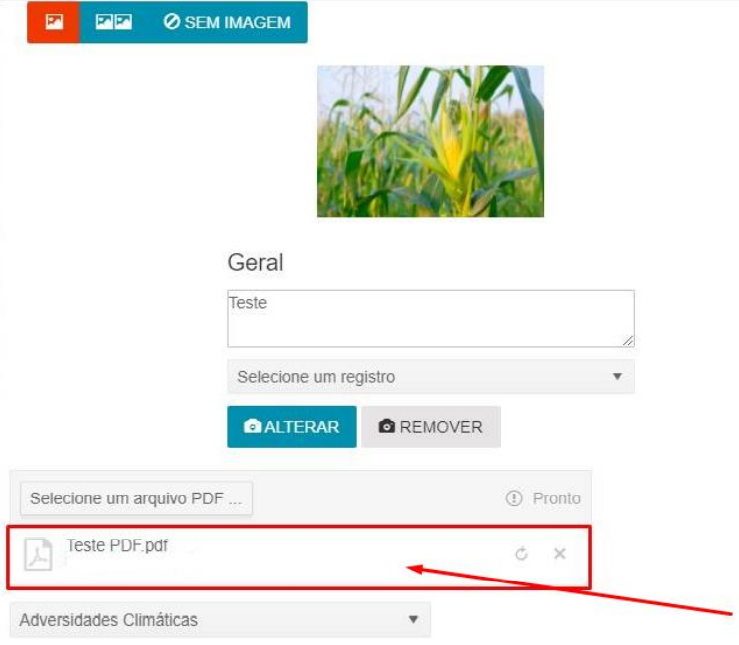 SEM IMAGEM
Geral
Teste
Selecione um registro
ALTERAR REMOVER
Selecione um arquivo PDF ... Pronto
Teste PDF.pdf
Adversidades Climáticas